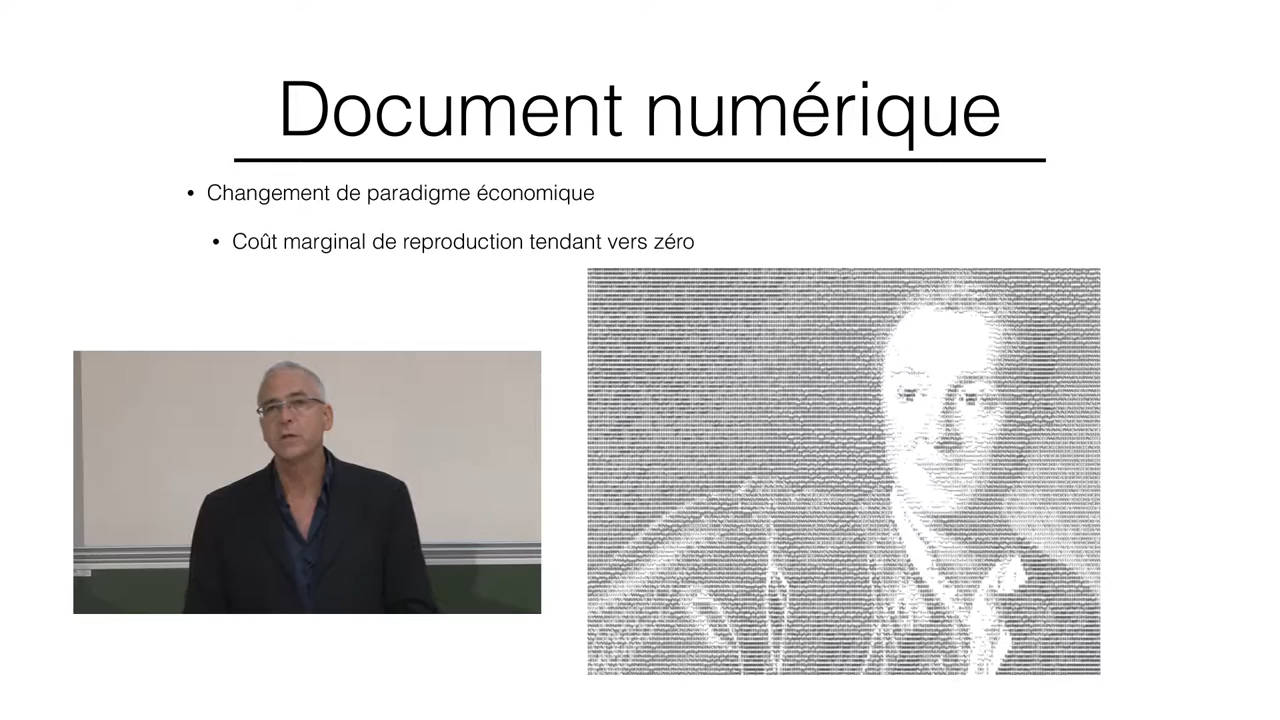 Document numérique
• Changement de paradigme économique
• Coût marginal de reproduction tendant vers zéro